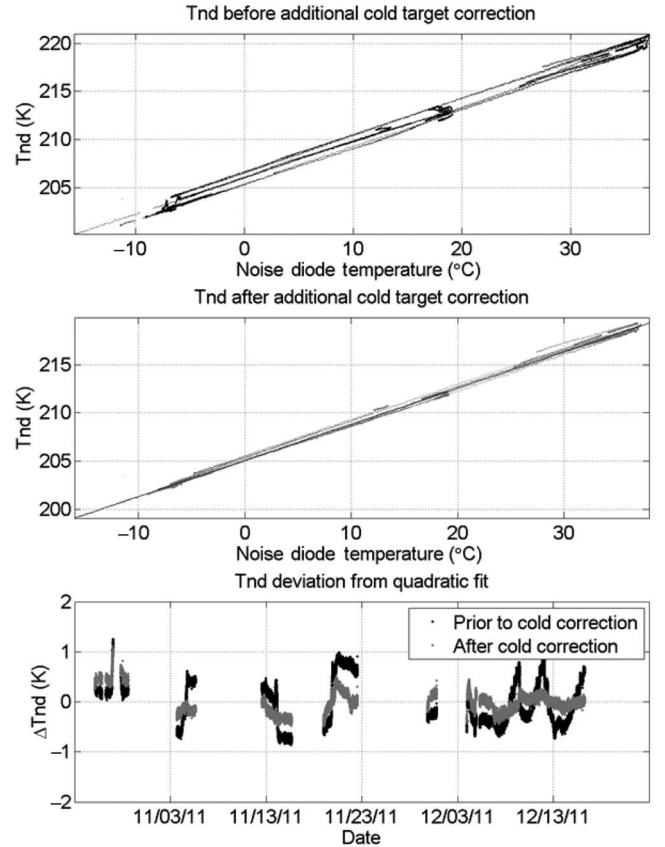 Tnd before additional cold target correction
Tnd (K)
220
215
210
205
−10 0 10 20 30
Noise diode temperature (°C)
Tnd after additional cold target correction
Tnd (K)
215
210
205
200
−10 0 10 20 30
Noise diode temperature (°C)
Tnd deviation from quadratic fit
ΔTnd (K)
2
1
0
−1
−2
Prior to cold correction
After cold correction
11/03/11 11/13/11 11/23/11 12/03/11 12/13/11
Date